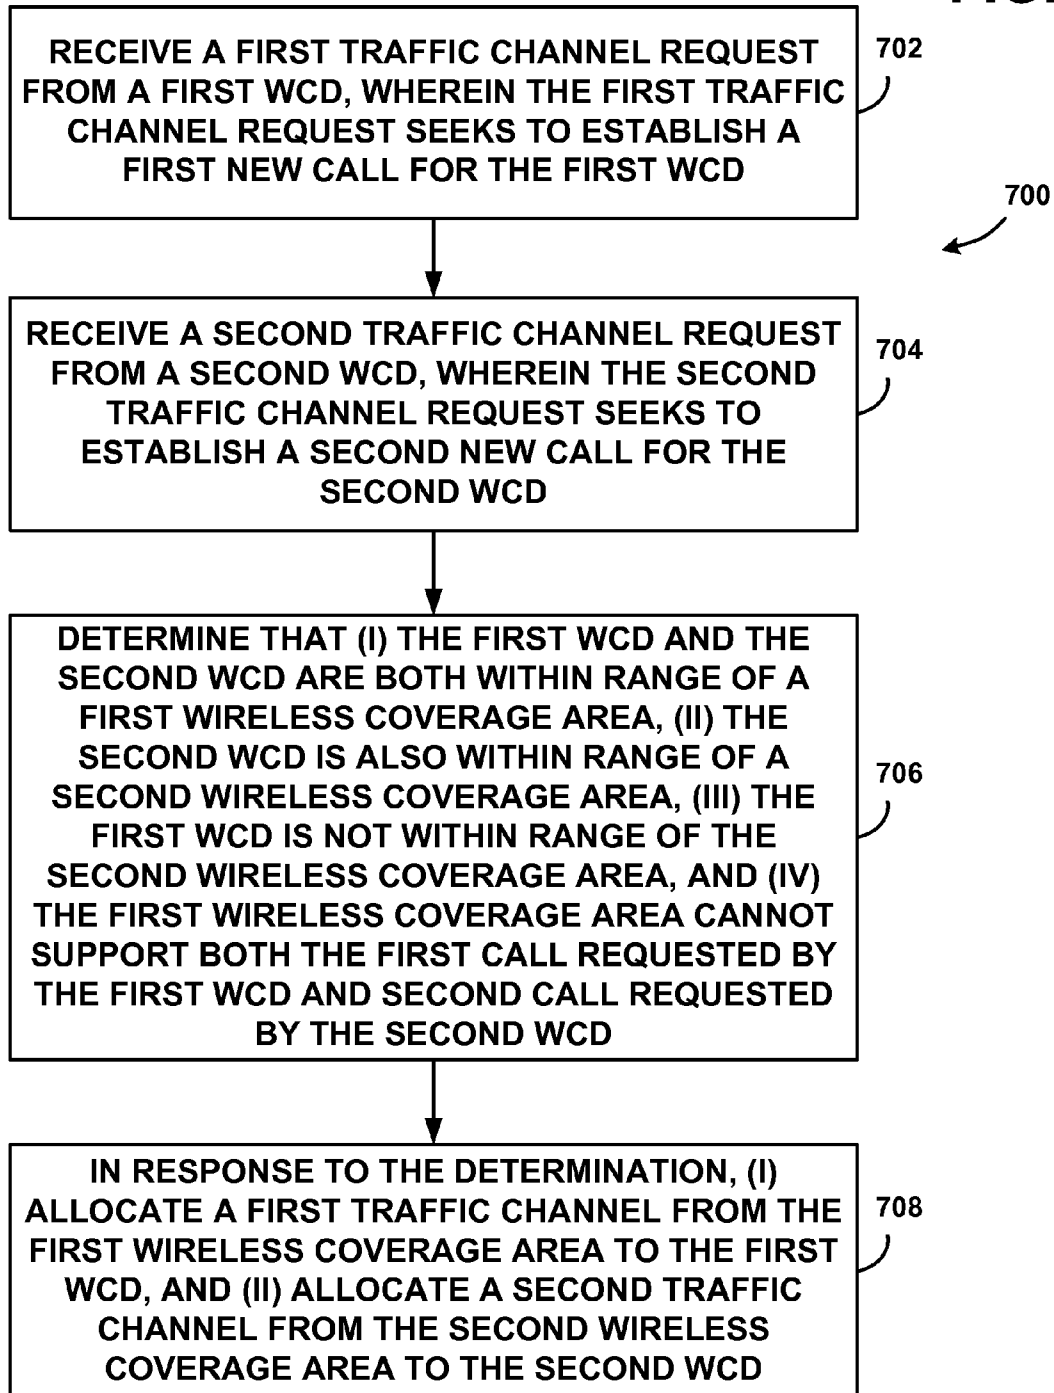 RECEIVE A FIRST TRAFFIC CHANNEL REQUEST
FROM A FIRST WCD, WHEREIN THE FIRST TRAFFIC
CHANNEL REQUEST SEEKS TO ESTABLISH A
FIRST NEW CALL FOR THE FIRST WCD
702
700
RECEIVE A SECOND TRAFFIC CHANNEL REQUEST
FROM A SECOND WCD, WHEREIN THE SECOND
TRAFFIC CHANNEL REQUEST SEEKS TO
ESTABLISH A SECOND NEW CALL FOR THE
SECOND WCD
704
DETERMINE THAT (I) THE FIRST WCD AND THE
SECOND WCD ARE BOTH WITHIN RANGE OF A
FIRST WIRELESS COVERAGE AREA, (II) THE
SECOND WCD IS ALSO WITHIN RANGE OF A
SECOND WIRELESS COVERAGE AREA, (III) THE
FIRST WCD IS NOT WITHIN RANGE OF THE
SECOND WIRELESS COVERAGE AREA, AND (IV)
THE FIRST WIRELESS COVERAGE AREA CANNOT
SUPPORT BOTH THE FIRST CALL REQUESTED BY
THE FIRST WCD AND SECOND CALL REQUESTED
BY THE SECOND WCD
706
IN RESPONSE TO THE DETERMINATION, (I)
ALLOCATE A FIRST TRAFFIC CHANNEL FROM THE
FIRST WIRELESS COVERAGE AREA TO THE FIRST
WCD, AND (II) ALLOCATE A SECOND TRAFFIC
CHANNEL FROM THE SECOND WIRELESS
COVERAGE AREA TO THE SECOND WCD
708